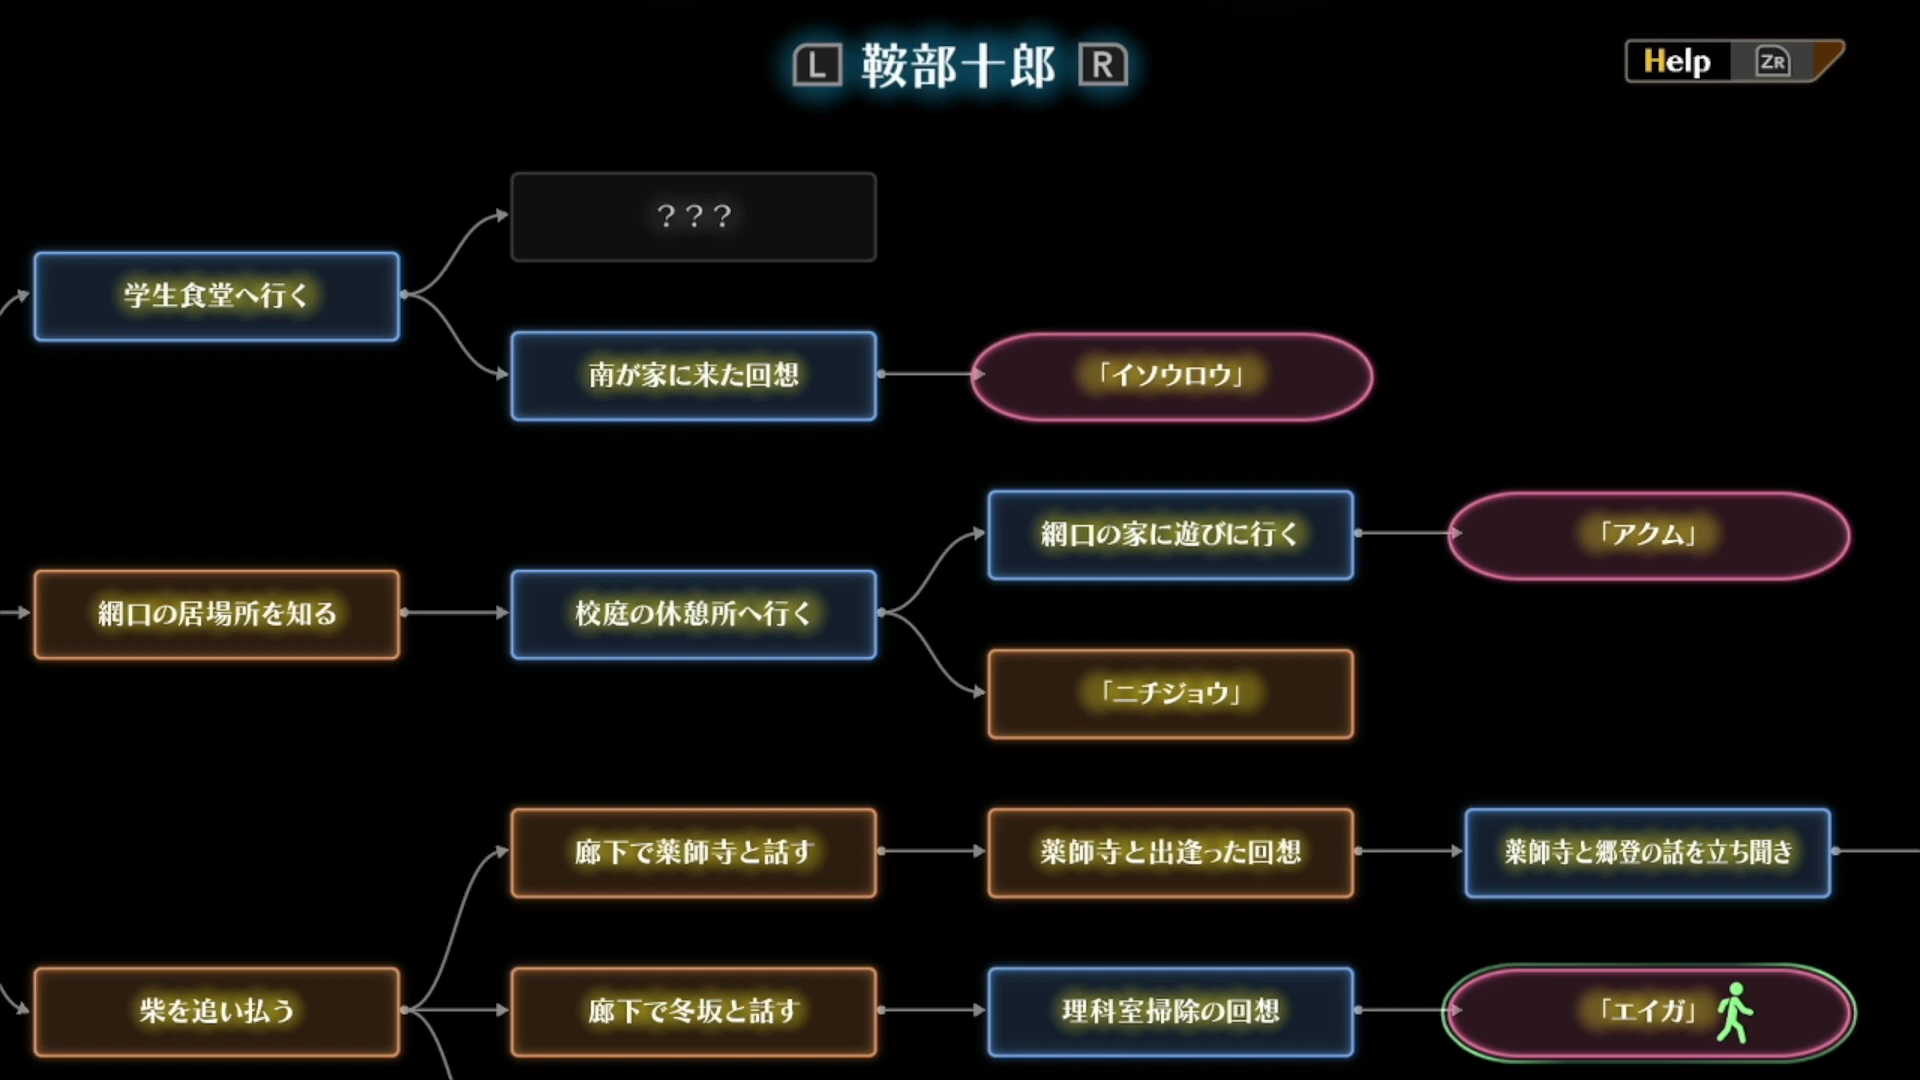 L 鞍部十郎 R
Help ZR
???
学生食堂へ行く
南が家に来た回想
「イソウロウ」
網口の家に遊びに行く
「アクム」
網口の居場所を知る
校庭の休憩所へ行く
「ニチジョウ」
廊下で薬師寺と話す
薬師寺と出逢った回想
薬師寺と郷登の話を立ち聞き
柴を追い払う
廊下で冬坂と話す
理科室掃除の回想
「エイガ」